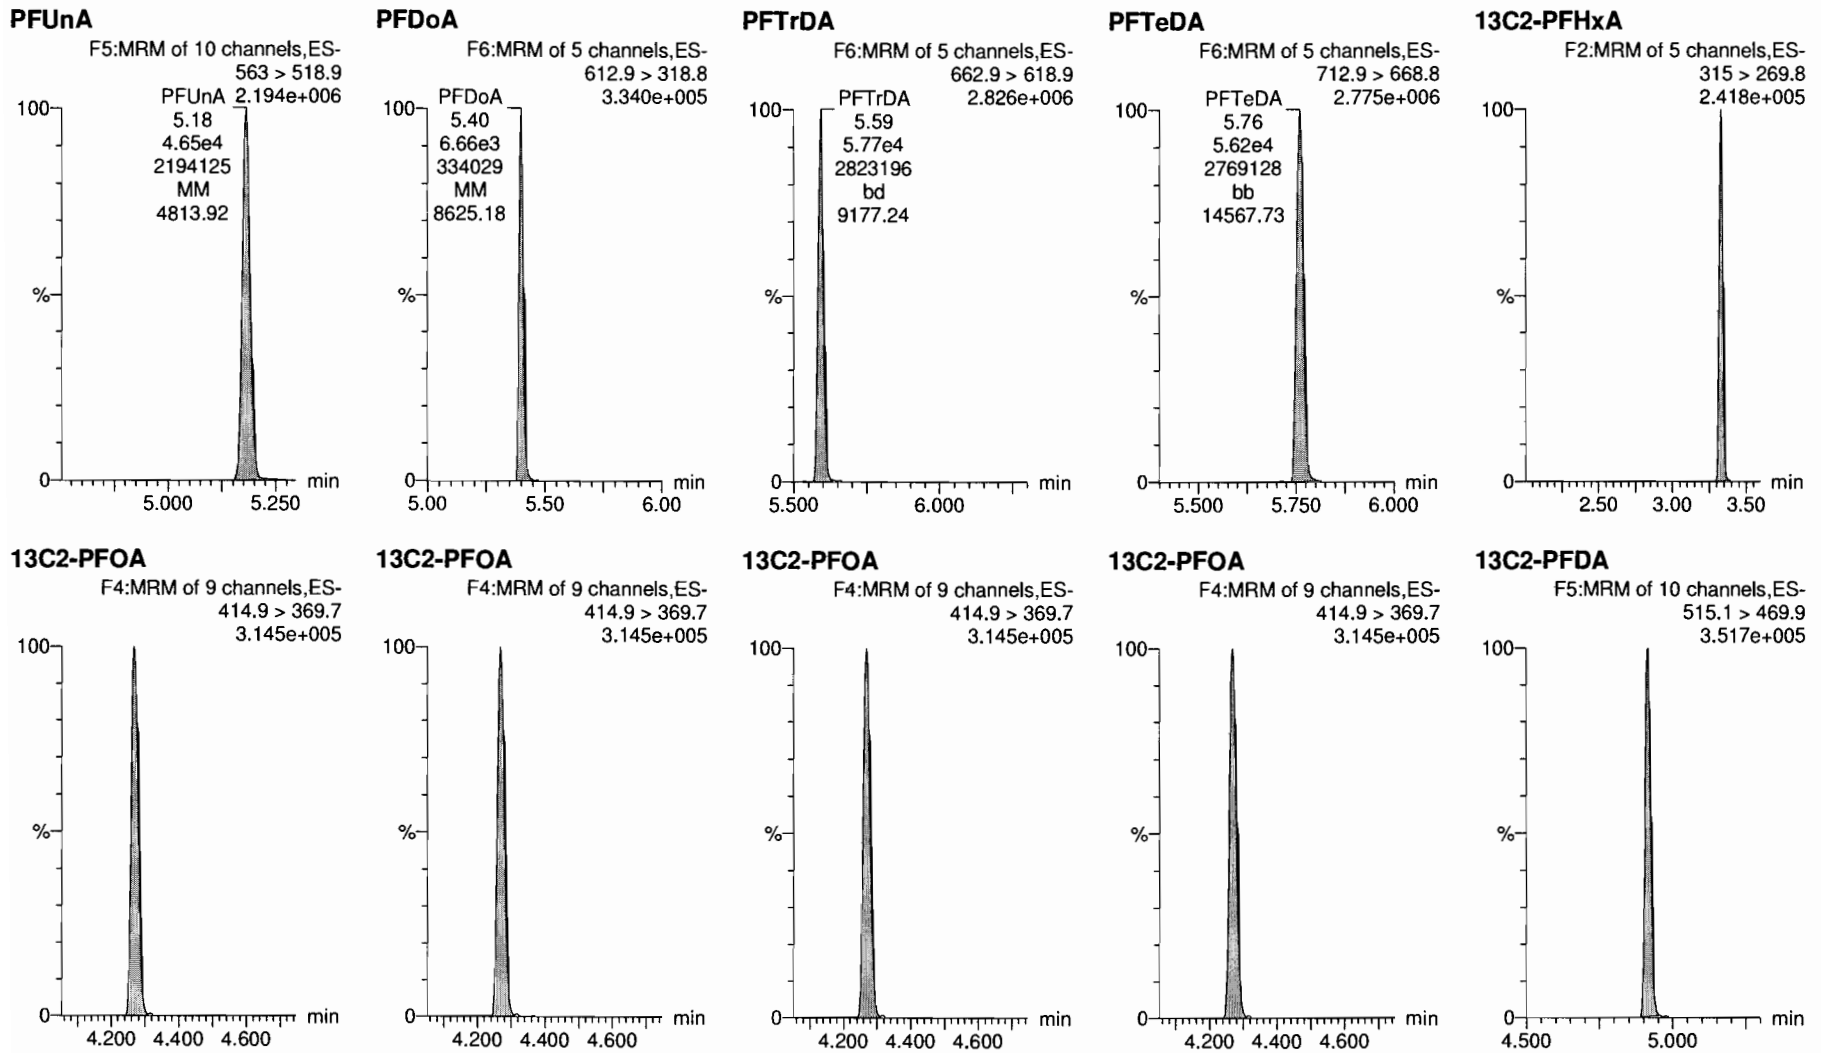 PFUnA
F5:MRM of 10 channels,ES-
563 > 518.9
2.194e+006
PFUnA
5.18
4.65e4
2194125
MM
4813.92
100
%
0
5.000
5.250
min
PFDoA
F6:MRM of 5 channels,ES-
612.9 > 318.8
3.340e+005
PFDoA
5.40
6.66e3
334029
MM
8625.18
100
%
0
5.00
5.50
6.00
min
PFTrDA
F6:MRM of 5 channels,ES-
662.9 > 618.9
2.826e+006
PFTrDA
5.59
5.77e4
2823196
bd
9177.24
100
%
0
5.500
6.000
min
PFTeDA
F6:MRM of 5 channels,ES-
712.9 > 668.8
2.775e+006
PFTeDA
5.76
5.62e4
2769128
bb
14567.73
100
%
0
5.500
5.750
6.000
min
13C2-PFHxA
F2:MRM of 5 channels,ES-
315 > 269.8
2.418e+005
100
%
0
2.50
3.00
3.50
min
13C2-PFOA
F4:MRM of 9 channels,ES-
414.9 > 369.7
3.145e+005
100
%
0
4.200
4.400
4.600
min
13C2-PFOA
F4:MRM of 9 channels,ES-
414.9 > 369.7
3.145e+005
100
%
0
4.200
4.400
4.600
min
13C2-PFOA
F4:MRM of 9 channels,ES-
414.9 > 369.7
3.145e+005
100
%
0
4.200
4.400
4.600
min
13C2-PFOA
F4:MRM of 9 channels,ES-
414.9 > 369.7
3.145e+005
100
%
0
4.200
4.400
4.600
min
13C2-PFDA
F5:MRM of 10 channels,ES-
515.1 > 469.9
3.517e+005
100
%
0
4.500
5.000
min